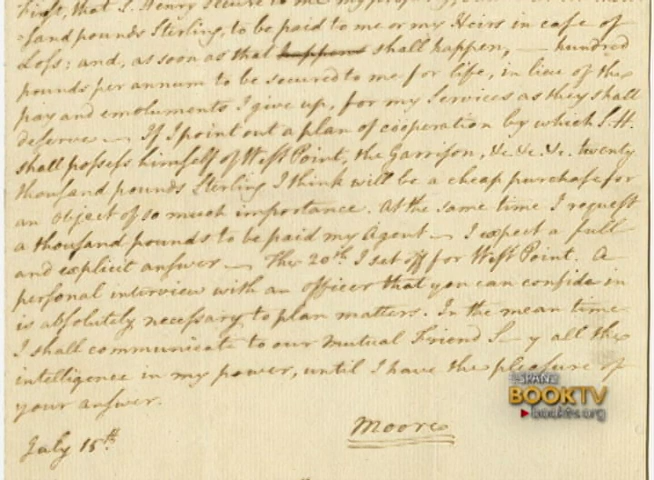 First, that S. Henry secure to me my property,
sand pounds Sterling, to be paid to me or my Heirs in case of
Loss: and, as soon as that happens shall happen, — hundred
pounds per annum to be secured to me for life, in lieu of the
pay and emoluments I give up, for my Services as they shall
deserve — If I point out a plan of cooperation by which S. H.
shall possess himself of West Point, the Garrison, &c. &c. &c. twenty
thousand pounds Sterling I think will be a cheap purchase for
an object of so much importance. At the same time I request
a thousand pounds to be paid my Agent — I expect a full
and explicit answer — The 20th I set off for West Point. A
personal interview with an officer that you can confide in
is absolutely necessary to plan matters. In the mean time
I shall communicate to our mutual Friend S—y all the
intelligence in my power, until I have the pleasure of
your answer.
Moore
July 15th.
C-SPAN2
BOOKTV
booktv.org